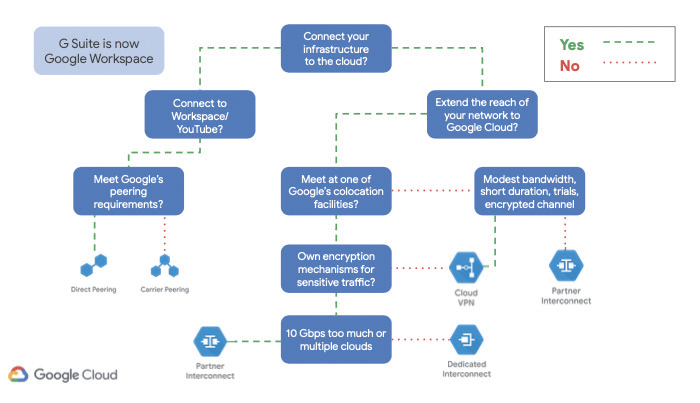 G Suite is now
Google Workspace
Connect your
infrastructure
to the cloud?
Yes
No
Connect to
Workspace/
YouTube?
Extend the reach of
your network to
Google Cloud?
Meet Google's
peering
requirements?
Meet at one of
Google's colocation
facilities?
Modest bandwidth,
short duration, trials,
encrypted channel
Direct Peering
Carrier Peering
Own encryption
mechanisms for
sensitive traffic?
Cloud
VPN
Partner
Interconnect
10 Gbps too much or
multiple clouds
Partner
Interconnect
Dedicated
Interconnect
Google Cloud